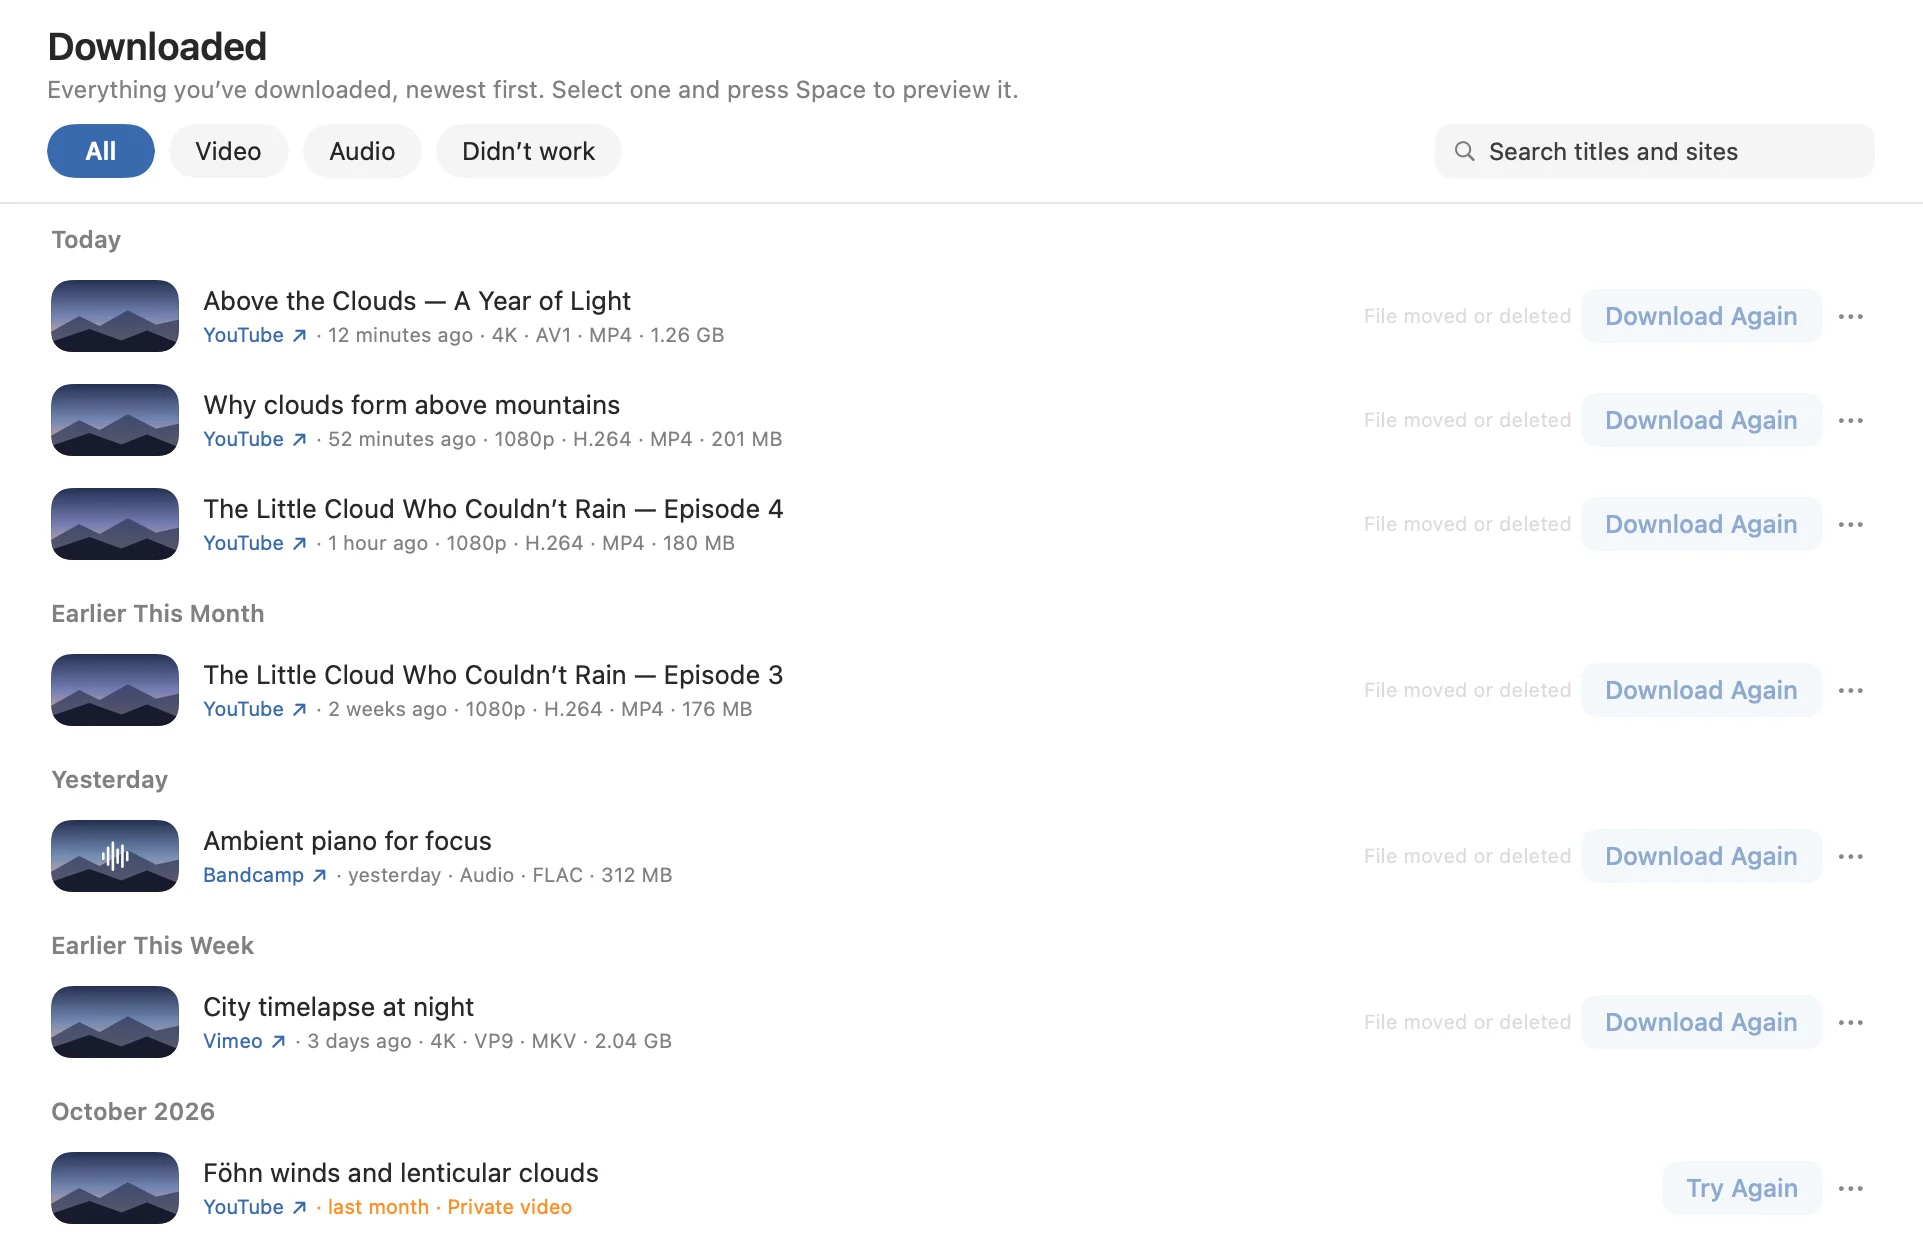 Downloaded
Everything you’ve downloaded, newest first. Select one and press Space to preview it.
All
Video
Audio
Didn’t work
Search titles and sites
Today
Above the Clouds — A Year of Light
YouTube ↗ · 12 minutes ago · 4K · AV1 · MP4 · 1.26 GB
File moved or deleted
Download Again
Why clouds form above mountains
YouTube ↗ · 52 minutes ago · 1080p · H.264 · MP4 · 201 MB
File moved or deleted
Download Again
The Little Cloud Who Couldn’t Rain — Episode 4
YouTube ↗ · 1 hour ago · 1080p · H.264 · MP4 · 180 MB
File moved or deleted
Download Again
Earlier This Month
The Little Cloud Who Couldn’t Rain — Episode 3
YouTube ↗ · 2 weeks ago · 1080p · H.264 · MP4 · 176 MB
File moved or deleted
Download Again
Yesterday
Ambient piano for focus
Bandcamp ↗ · yesterday · Audio · FLAC · 312 MB
File moved or deleted
Download Again
Earlier This Week
City timelapse at night
Vimeo ↗ · 3 days ago · 4K · VP9 · MKV · 2.04 GB
File moved or deleted
Download Again
October 2026
Föhn winds and lenticular clouds
YouTube ↗ · last month · Private video
Try Again